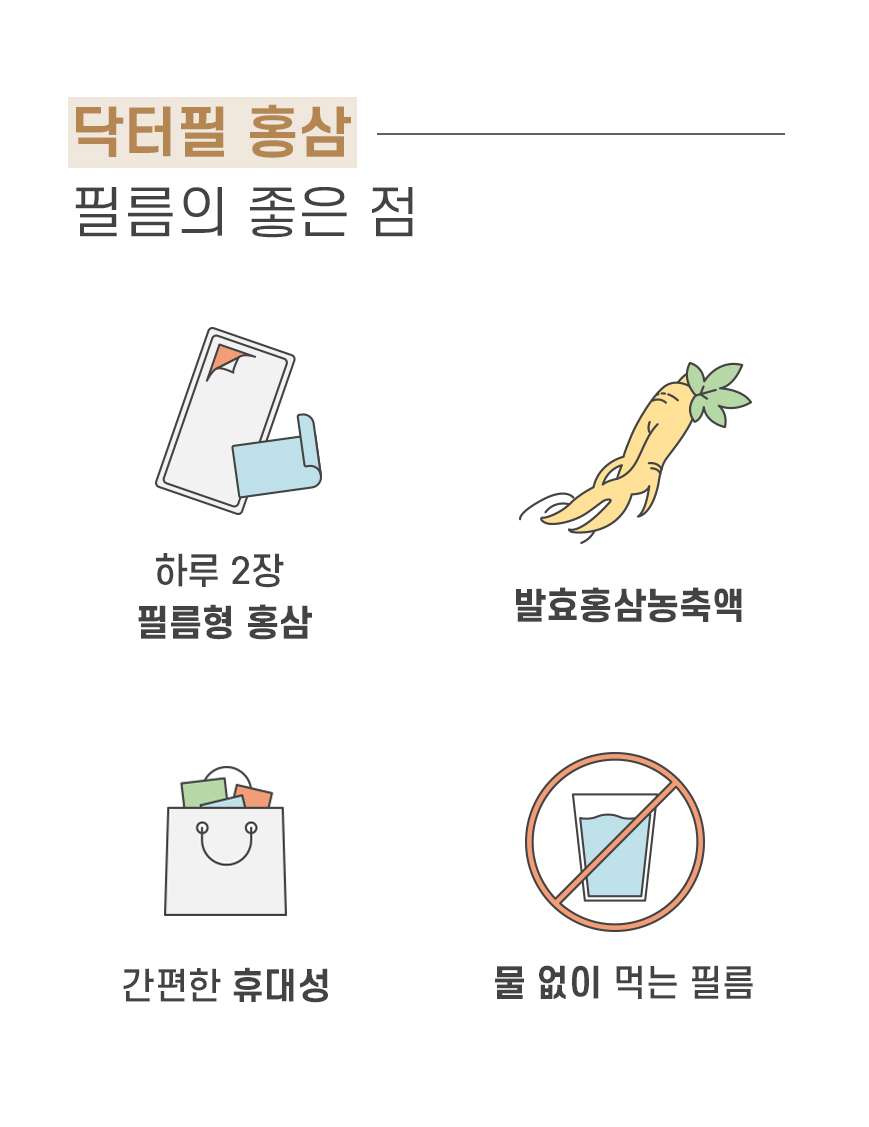 닥터필 홍삼
필름의 좋은 점
하루 2장
필름형 홍삼
발효홍삼농축액
간편한 휴대성
물 없이 먹는 필름